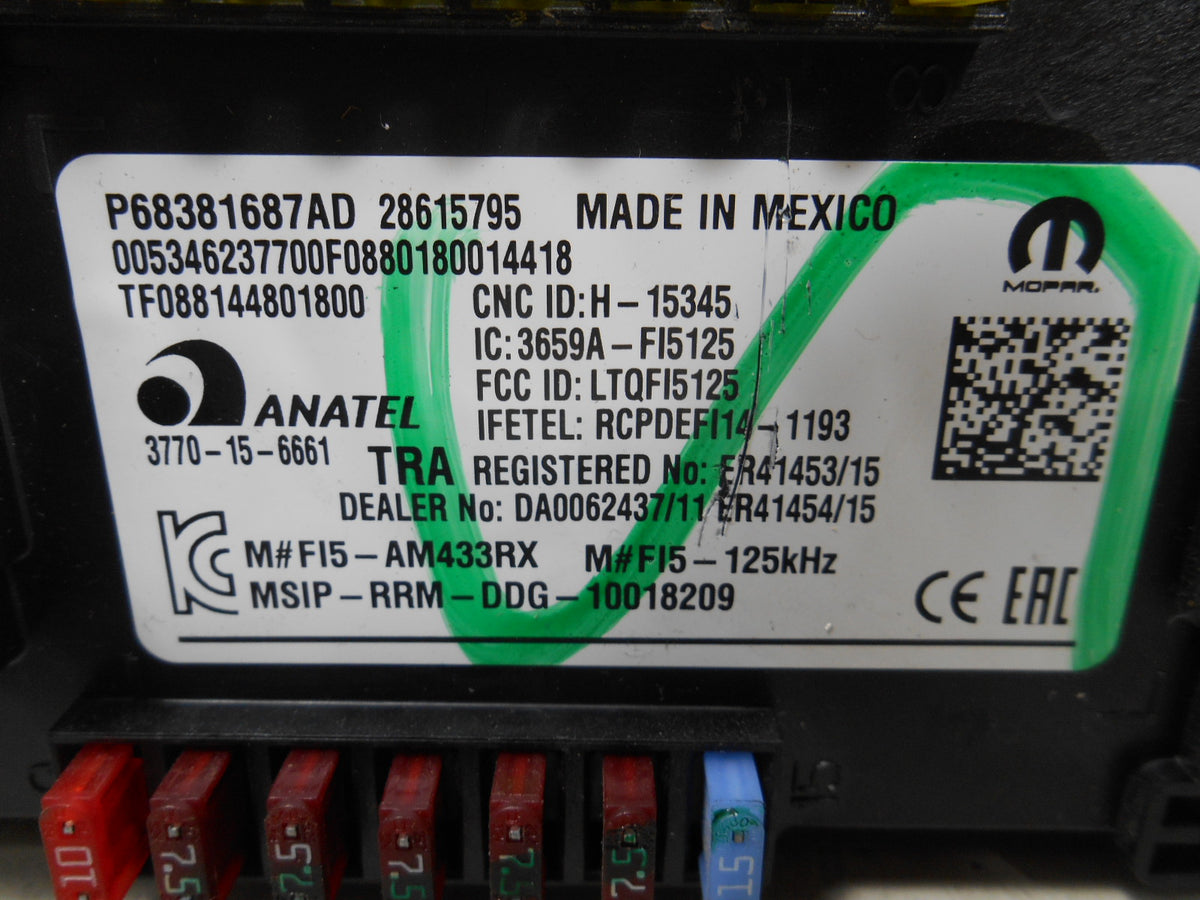 8
P68381687AD 28615795 MADE IN MEXICO
005346237700F0880180014418
TF088144801800 CNC ID: H-15345
MOPAR.
IC: 3659A-FI5125
FCC ID: LTQFI5125
ANATEL
IFETEL: RCPDEFI14-1193
3770-15-6661
TRA REGISTERED No: ER41453/15
DEALER No: DA0062437/11 ER41454/15
M#FI5-AM433RX M#FI5-125kHz
MSIP-RRM-DDG-10018209
CE EAC
15
10 7.5 7.5 7.5 7.5 7.5 15